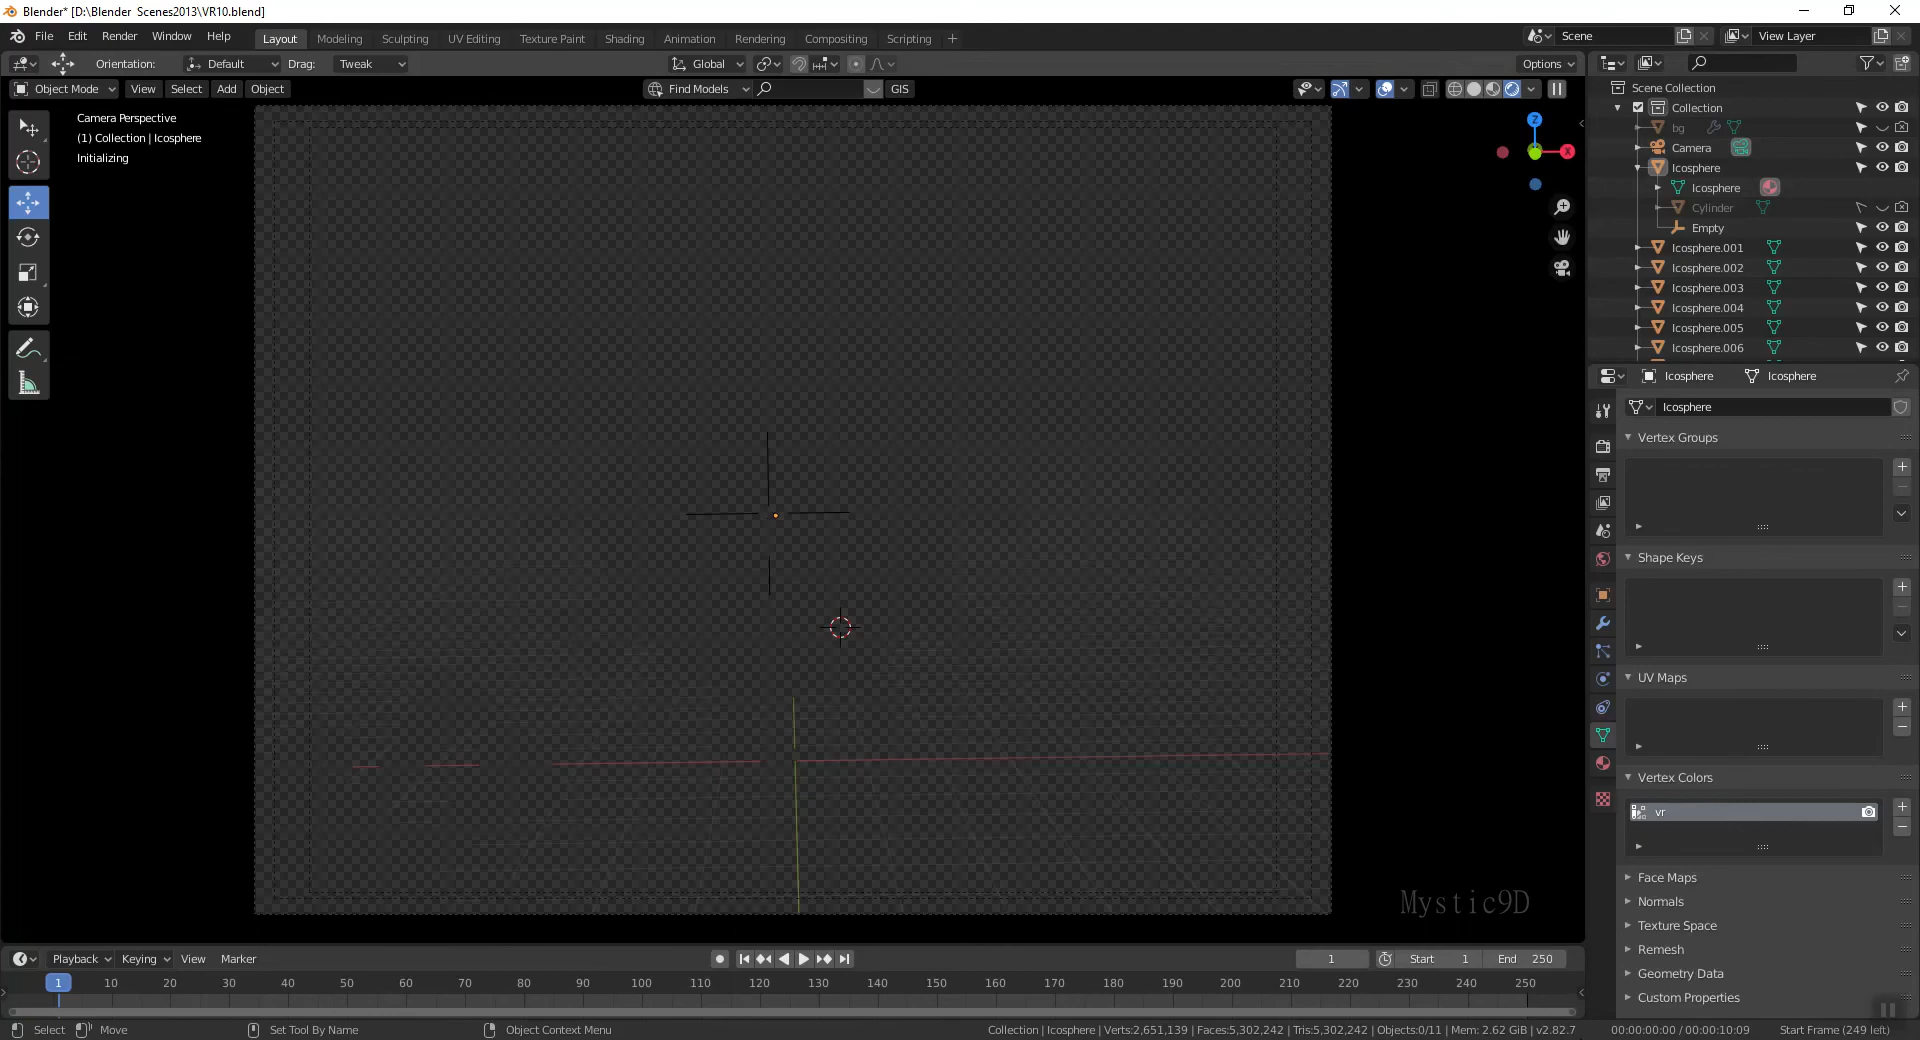 Blender* [D:\Blender_Scenes2013\VR10.blend]
File Edit Render Window Help
Layout Modeling Sculpting UV Editing Texture Paint Shading Animation Rendering Compositing Scripting +
Scene View Layer
Orientation: Default Drag: Tweak Global Options
Object Mode View Select Add Object Find Models GIS
Camera Perspective
(1) Collection | Icosphere
Initializing
Z
X
Scene Collection
Collection
bg
Camera
Icosphere
Icosphere
Cylinder
Empty
Icosphere.001
Icosphere.002
Icosphere.003
Icosphere.004
Icosphere.005
Icosphere.006
Icosphere Icosphere
Icosphere
Vertex Groups
Shape Keys
UV Maps
Vertex Colors
vr
Face Maps
Normals
Texture Space
Remesh
Geometry Data
Custom Properties
Mystic9D
Playback Keying View Marker 1 Start 1 End 250
1 10 20 30 40 50 60 70 80 90 100 110 120 130 140 150 160 170 180 190 200 210 220 230 240 250
Select Move Set Tool By Name Object Context Menu Collection | Icosphere | Verts:2,651,139 | Faces:5,302,242 | Tris:5,302,242 | Objects:0/11 | Mem: 2.62 GiB | v2.82.7 00:00:00:00 / 00:00:10:09 Start Frame (249 left)